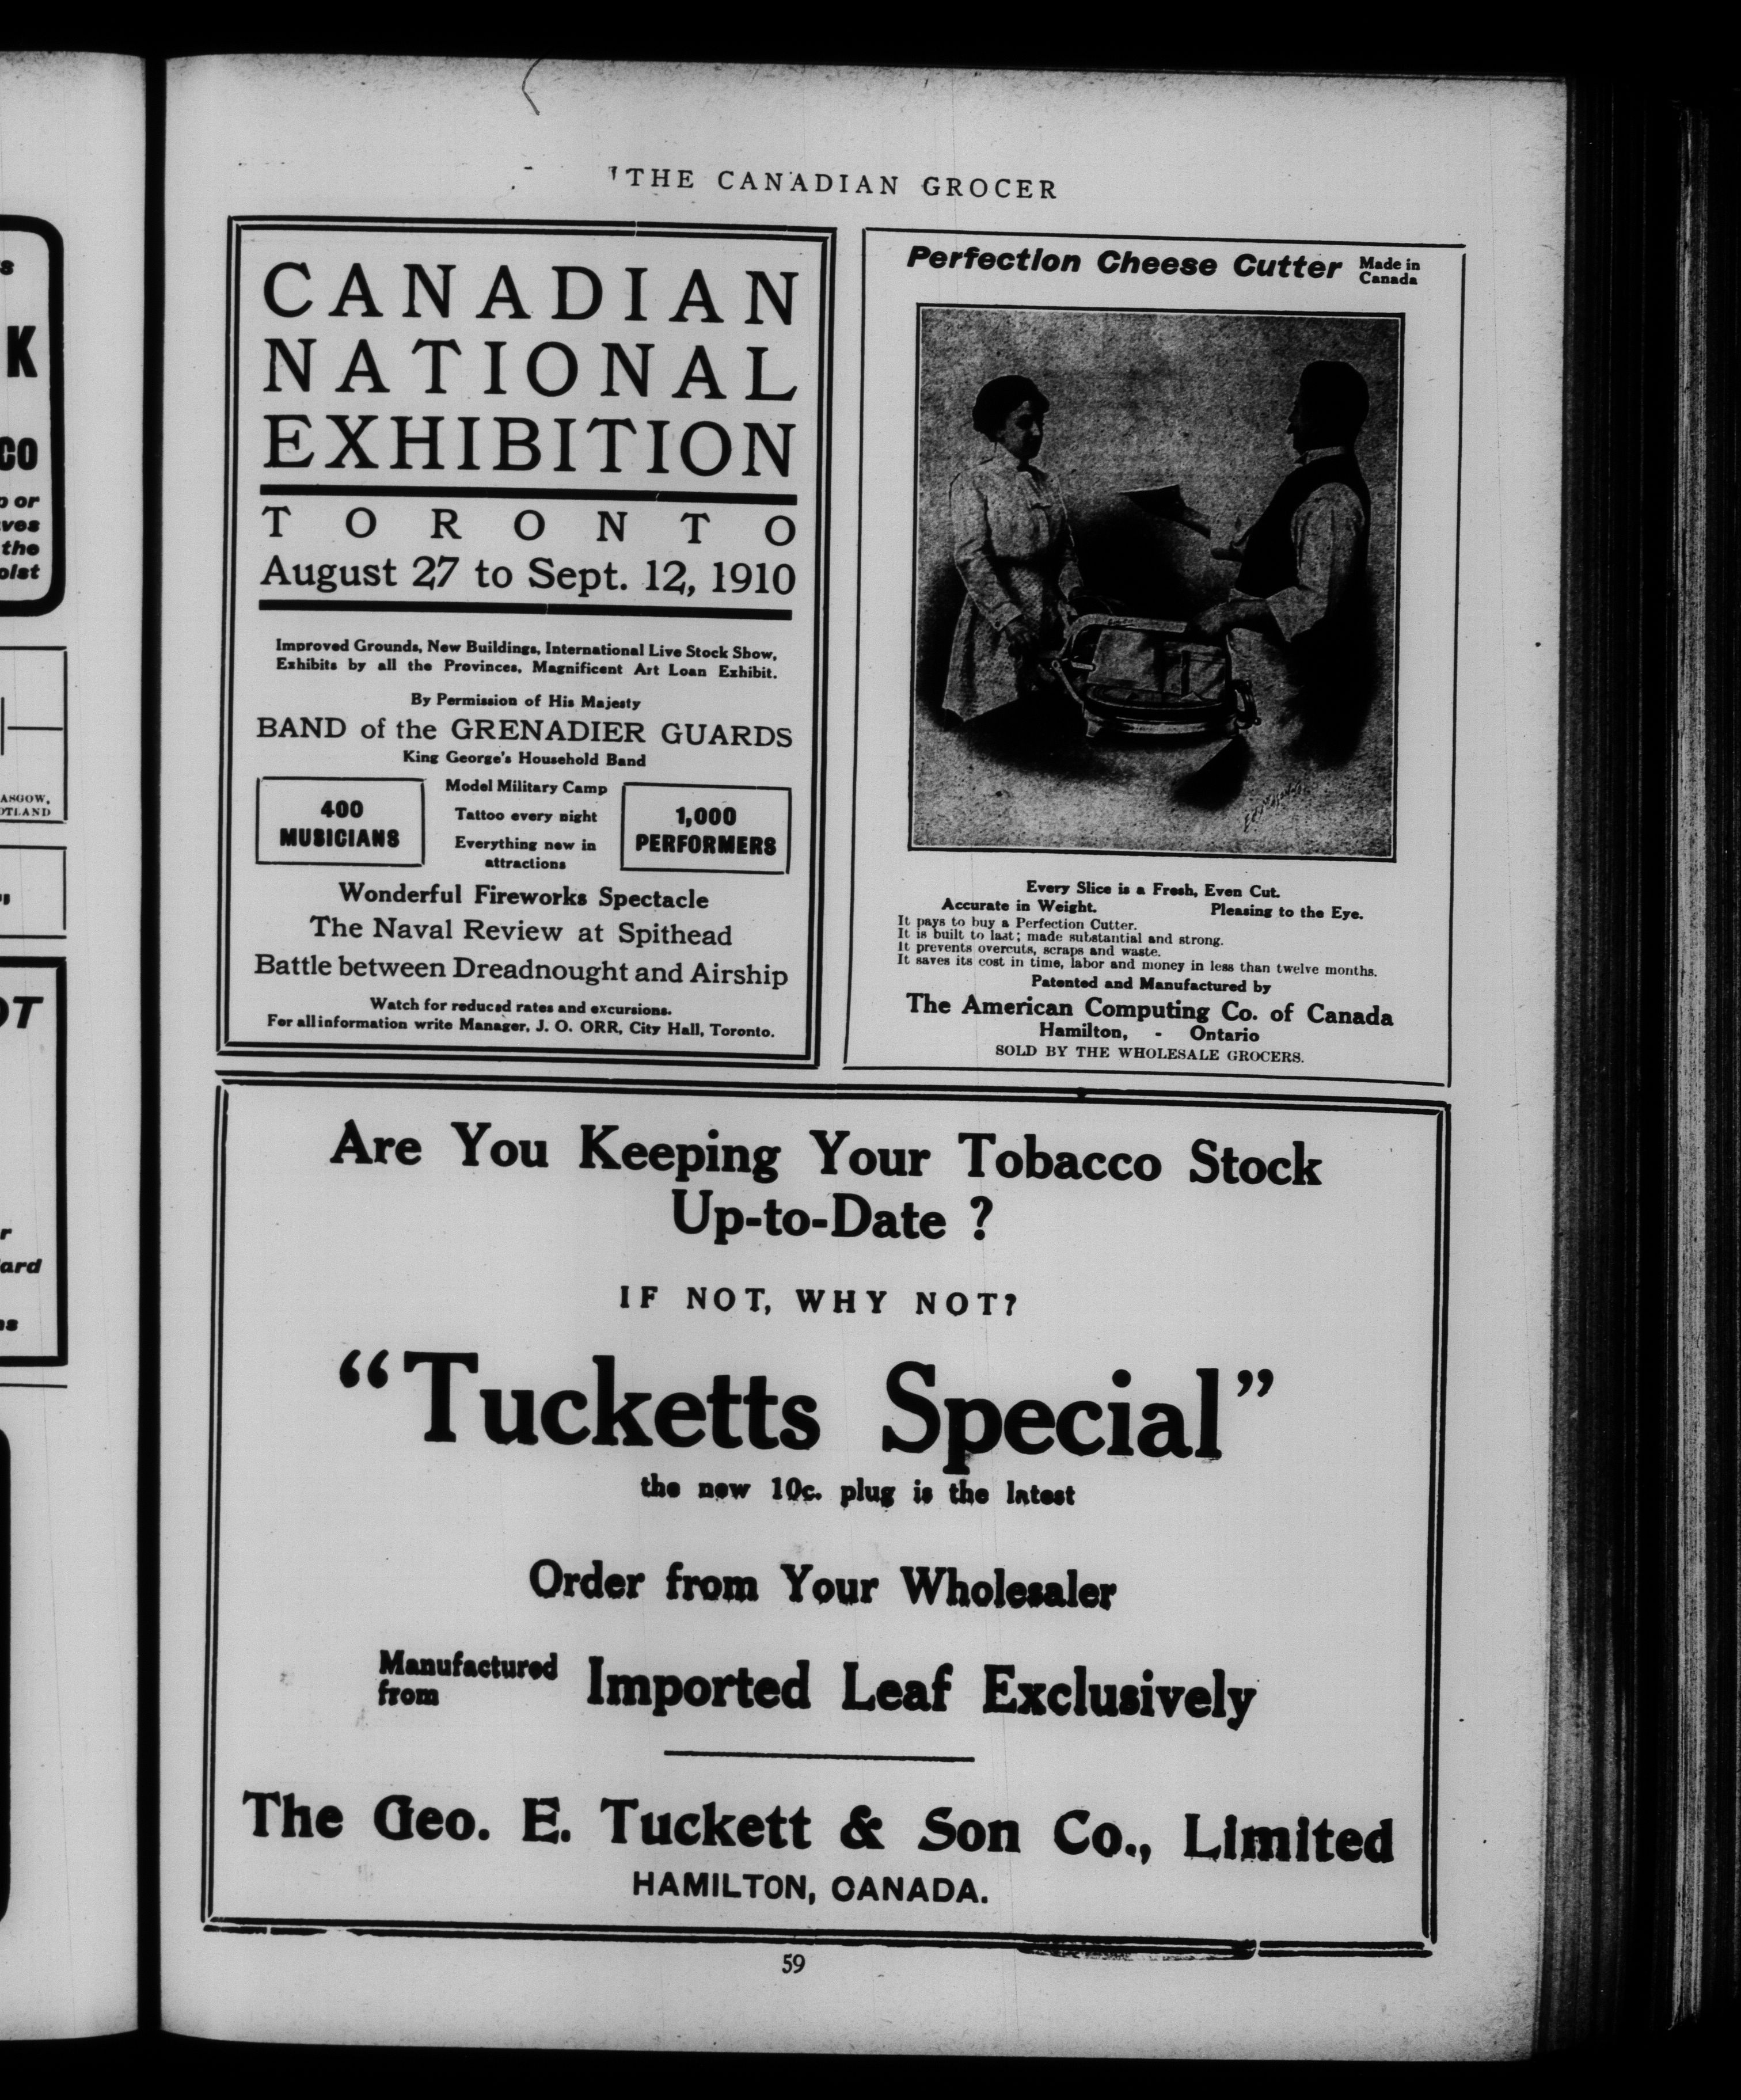 THE CANADIAN GROCER
CANADIAN
NATIONAL
EXHIBITION
TORONTO
August 27 to Sept. 12, 1910
Improved Grounds, New Buildings, International Live Stock Show,
Exhibits by all the Provinces, Magnificent Art Loan Exhibit.
By Permission of His Majesty
BAND of the GRENADIER GUARDS
King George's Household Band
400
MUSICIANS
Model Military Camp
Tattoo every night
Everything new in
attractions
1,000
PERFORMERS
Wonderful Fireworks Spectacle
The Naval Review at Spithead
Battle between Dreadnought and Airship
Watch for reduced rates and excursions.
For all information write Manager, J. O. ORR, City Hall, Toronto.
Perfection Cheese Cutter
Made in
Canada
Every Slice is a Fresh, Even Cut.
Accurate in Weight. Pleasing to the Eye.
It pays to buy a Perfection Cutter.
It is built to last; made substantial and strong.
It prevents overcuts, scraps and waste.
It saves its cost in time, labor and money in less than twelve months.
Patented and Manufactured by
The American Computing Co. of Canada
Hamilton, - Ontario
SOLD BY THE WHOLESALE GROCERS.
Are You Keeping Your Tobacco Stock
Up-to-Date ?
IF NOT, WHY NOT?
"Tucketts Special"
the new 10c. plug is the latest
Order from Your Wholesaler
Manufactured
from
Imported Leaf Exclusively
The Geo. E. Tuckett & Son Co., Limited
HAMILTON, CANADA.
59
K
CO
or
the